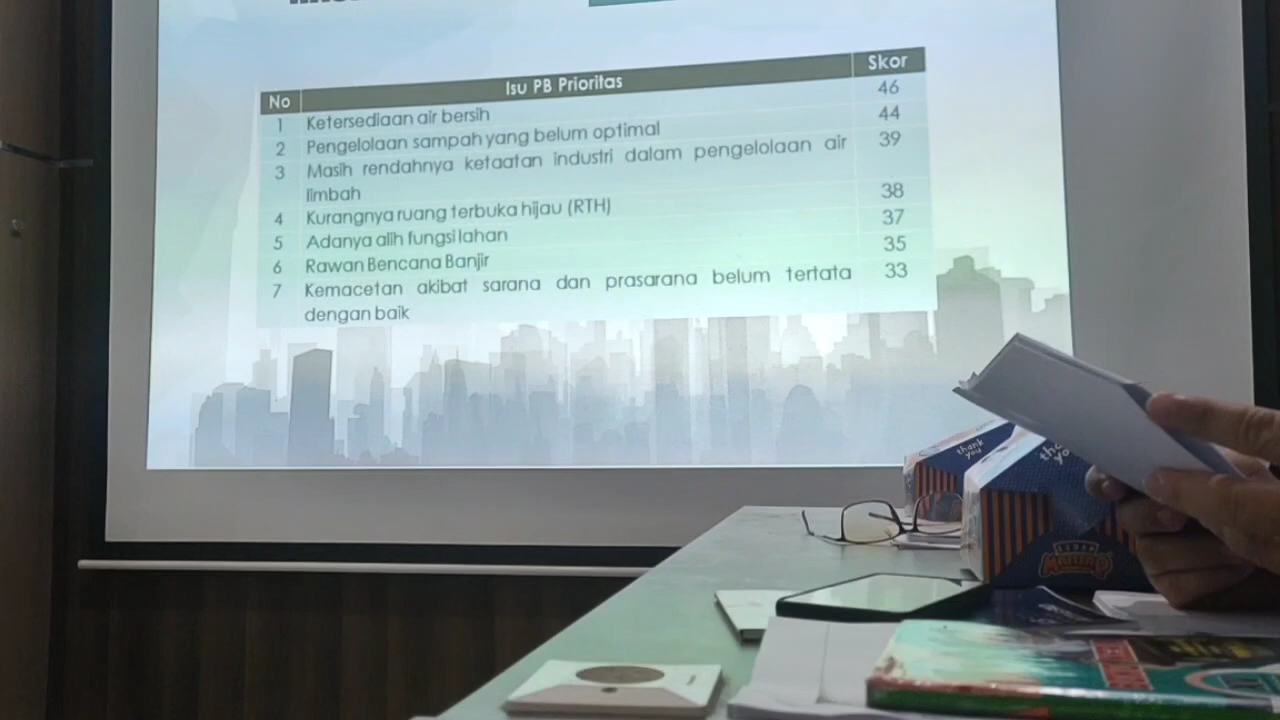 No Isu PB Prioritas Skor
1 Ketersediaan air bersih 46
2 Pengelolaan sampah yang belum optimal 44
3 Masih rendahnya ketaatan industri dalam pengelolaan air 39
limbah
4 Kurangnya ruang terbuka hijau (RTH) 38
5 Adanya alih fungsi lahan 37
6 Rawan Bencana Banjir 35
7 Kemacetan akibat sarana dan prasarana belum tertata 33
dengan baik
thank
you